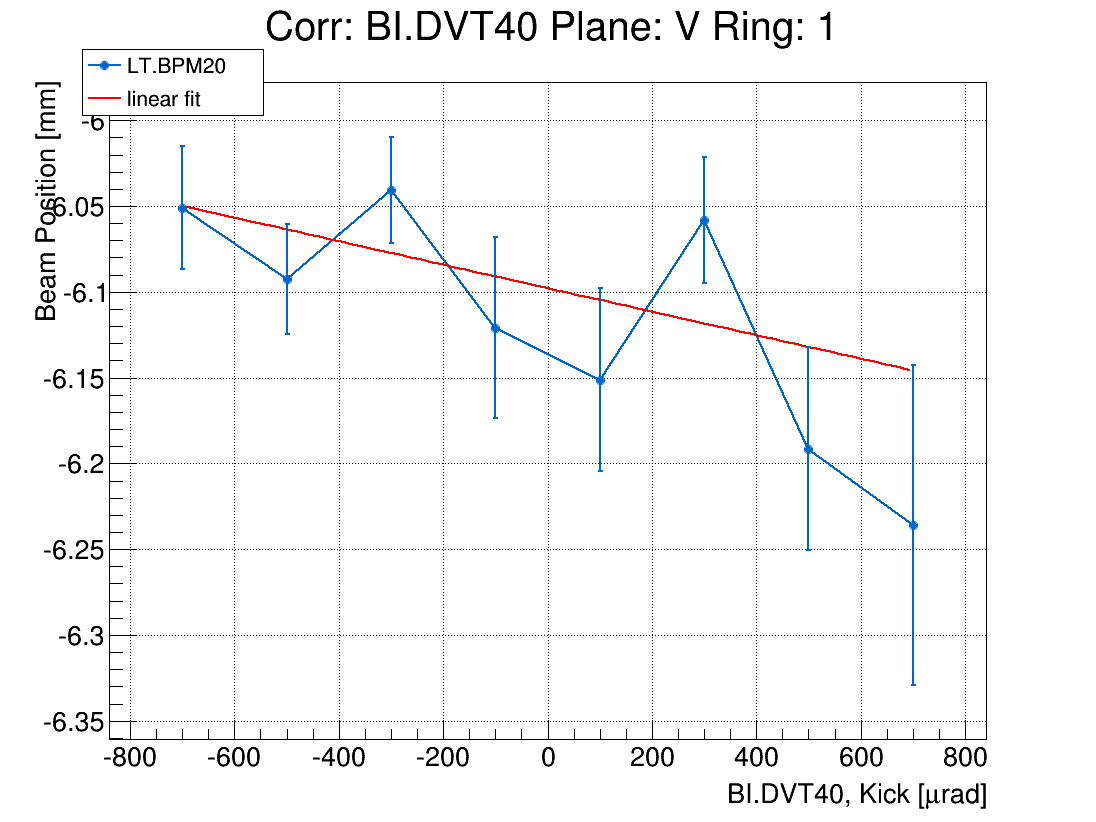 Corr: BI.DVT40 Plane: V Ring: 1
LT.BPM20
linear fit
Beam Position [mm]
-6
-6.05
-6.1
-6.15
-6.2
-6.25
-6.3
-6.35
-800 -600 -400 -200 0 200 400 600 800
BI.DVT40, Kick [μrad]